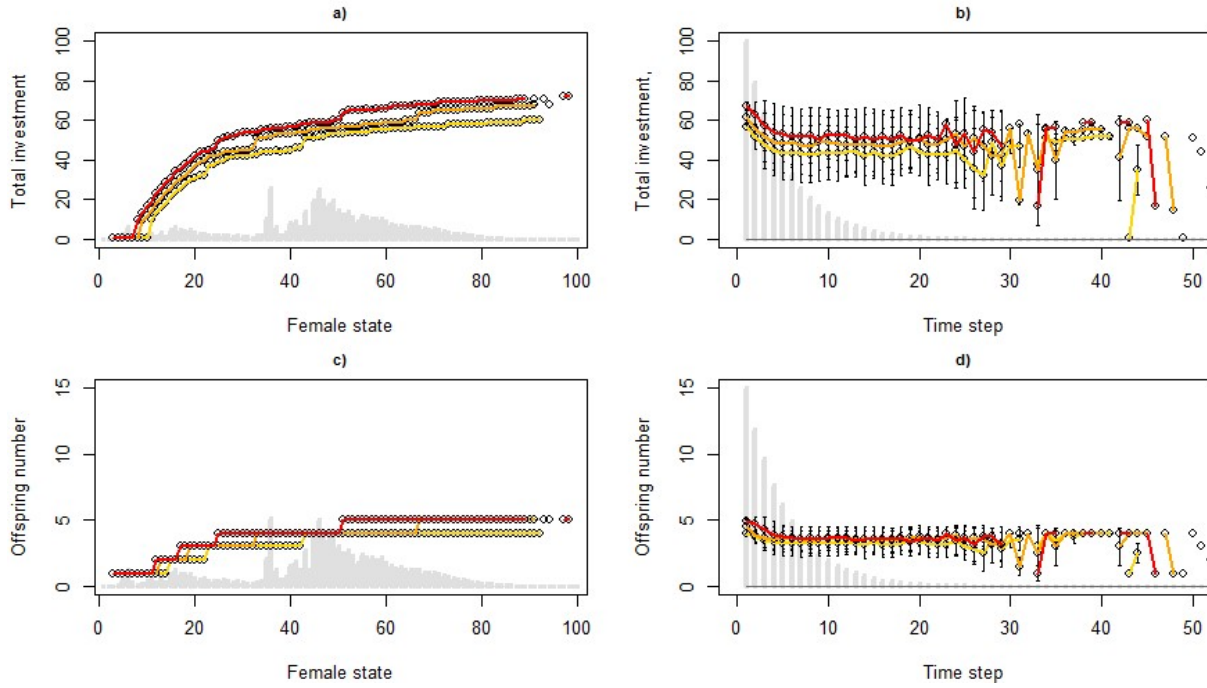 a)
Total investment
100
80
60
40
20
0
0 20 40 60 80 100
Female state
b)
Total investment,
100
80
60
40
20
0
0 10 20 30 40 50
Time step
c)
Offspring number
15
10
5
0
0 20 40 60 80 100
Female state
d)
Offspring number
15
10
5
0
0 10 20 30 40 50
Time step